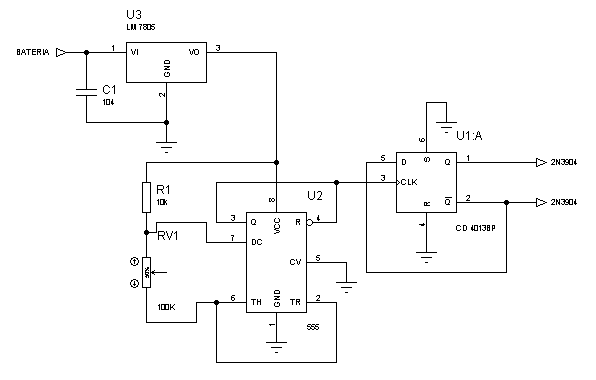 U3
LM 7805
BATERIA
1
VI
VO
3
GND
2
C1
104
6
U1:A
5
D
S
Q
1
2N3904
3
CLK
R
Q
2
2N3904
4
CD 4013BP
R1
10k
8
U2
VCC
3
Q
R
4
RV1
7
DC
CV
5
50%
100K
6
TH
GND
TR
2
1
555